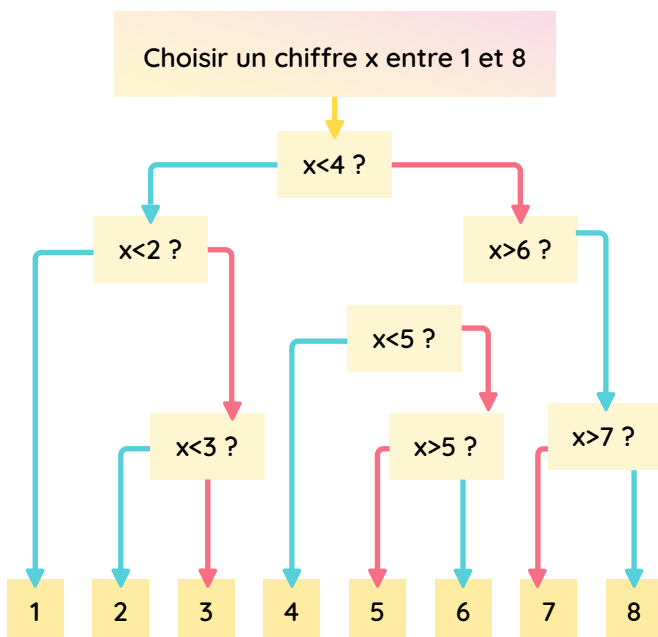 Choisir un chiffre x entre 1 et 8
x<4 ?
x<2 ?
x>6 ?
x<5 ?
x<3 ?
x>5 ?
x>7 ?
1
2
3
4
5
6
7
8